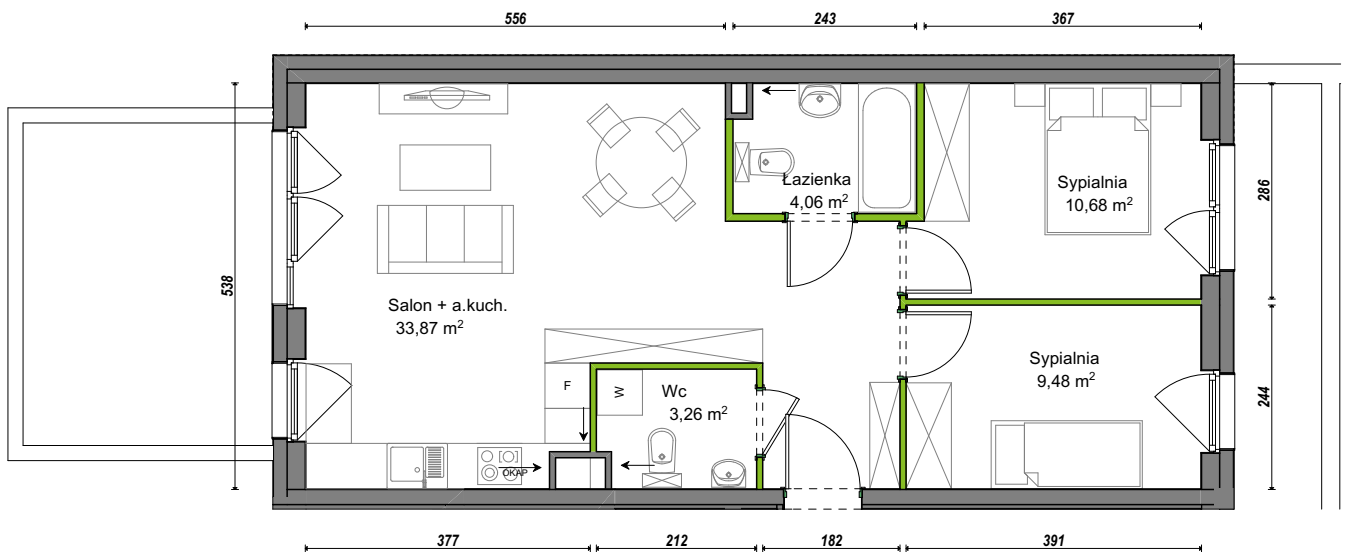 556
243
367
Łazienka
4,06 m²
Sypialnia
10,68 m²
286
538
Salon + a.kuch.
33,87 m²
Sypialnia
9,48 m²
244
F
W
Wc
3,26 m²
OKAP
377
212
182
391